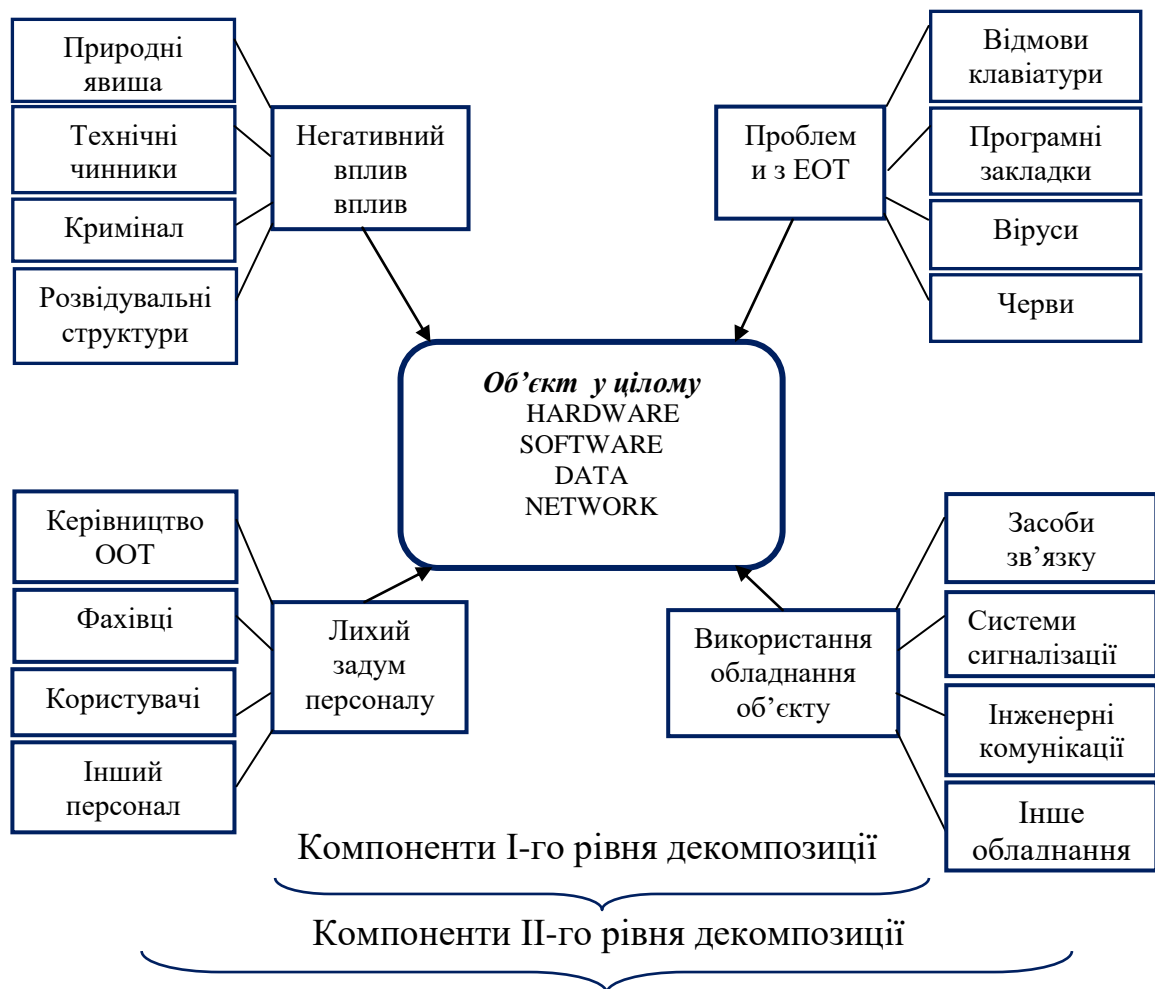 Природні
явиша
Технічні
чинники
Кримінал
Розвідувальні
структури
Негативний
вплив
вплив
Проблем
и з ЕОТ
Відмови
клавіатури
Програмні
закладки
Віруси
Черви
Об’єкт у цілому
HARDWARE
SOFTWARE
DATA
NETWORK
Керівництво
ООТ
Фахівці
Користувачі
Інший
персонал
Лихий
задум
персоналу
Використання
обладнання
об’єкту
Засоби
зв’язку
Системи
сигналізації
Інженерні
комунікації
Інше
обладнання
Компоненти І-го рівня декомпозиції
Компоненти ІІ-го рівня декомпозиції